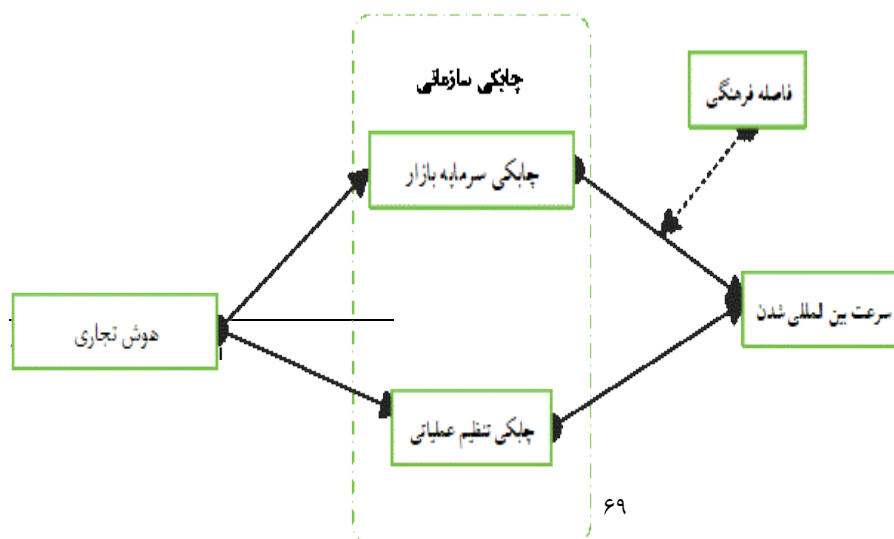 چابکی سازمانی
فاصله فرهنگی
چابکی سرمایه بازار
سرعت بین المللی شدن
هوش تجاری
چابکی تنظیم عملیاتی
۶۹